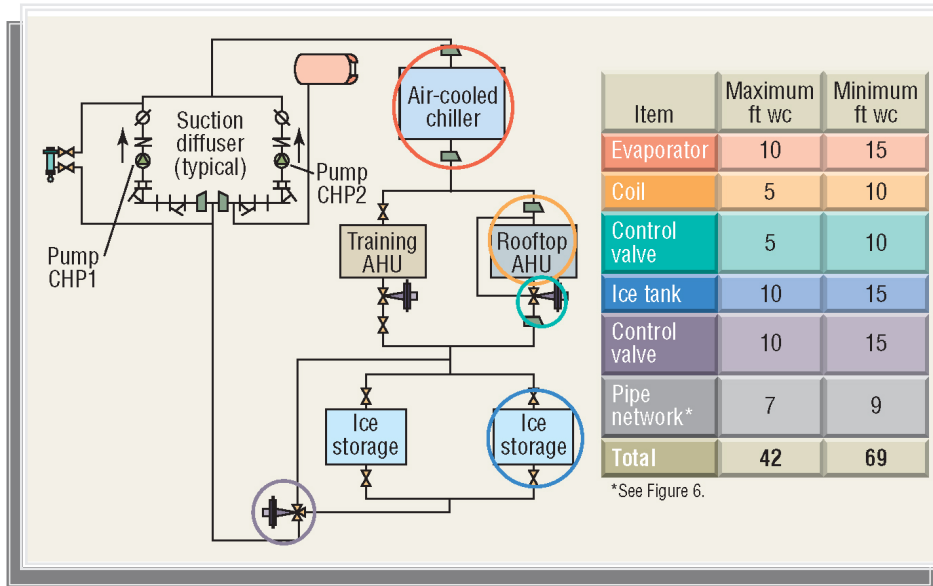 Air-cooled
chiller
Suction
diffuser
(typical)
Pump
CHP2
Pump
CHP1
Training
AHU
Rooftop
AHU
Ice
storage
Ice
storage
Item
Maximum
ft wc
Minimum
ft wc
Evaporator 10 15
Coil 5 10
Control
valve 5 10
Ice tank 10 15
Control
valve 10 15
Pipe
network* 7 9
Total 42 69
*See Figure 6.